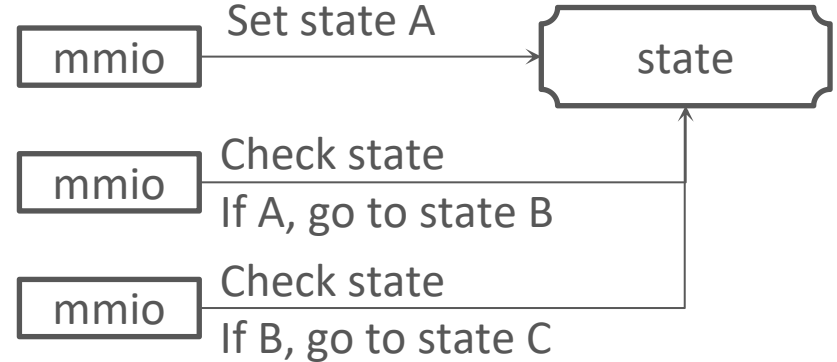 Set state A
mmio
state
Check state
mmio
If A, go to state B
Check state
mmio
If B, go to state C